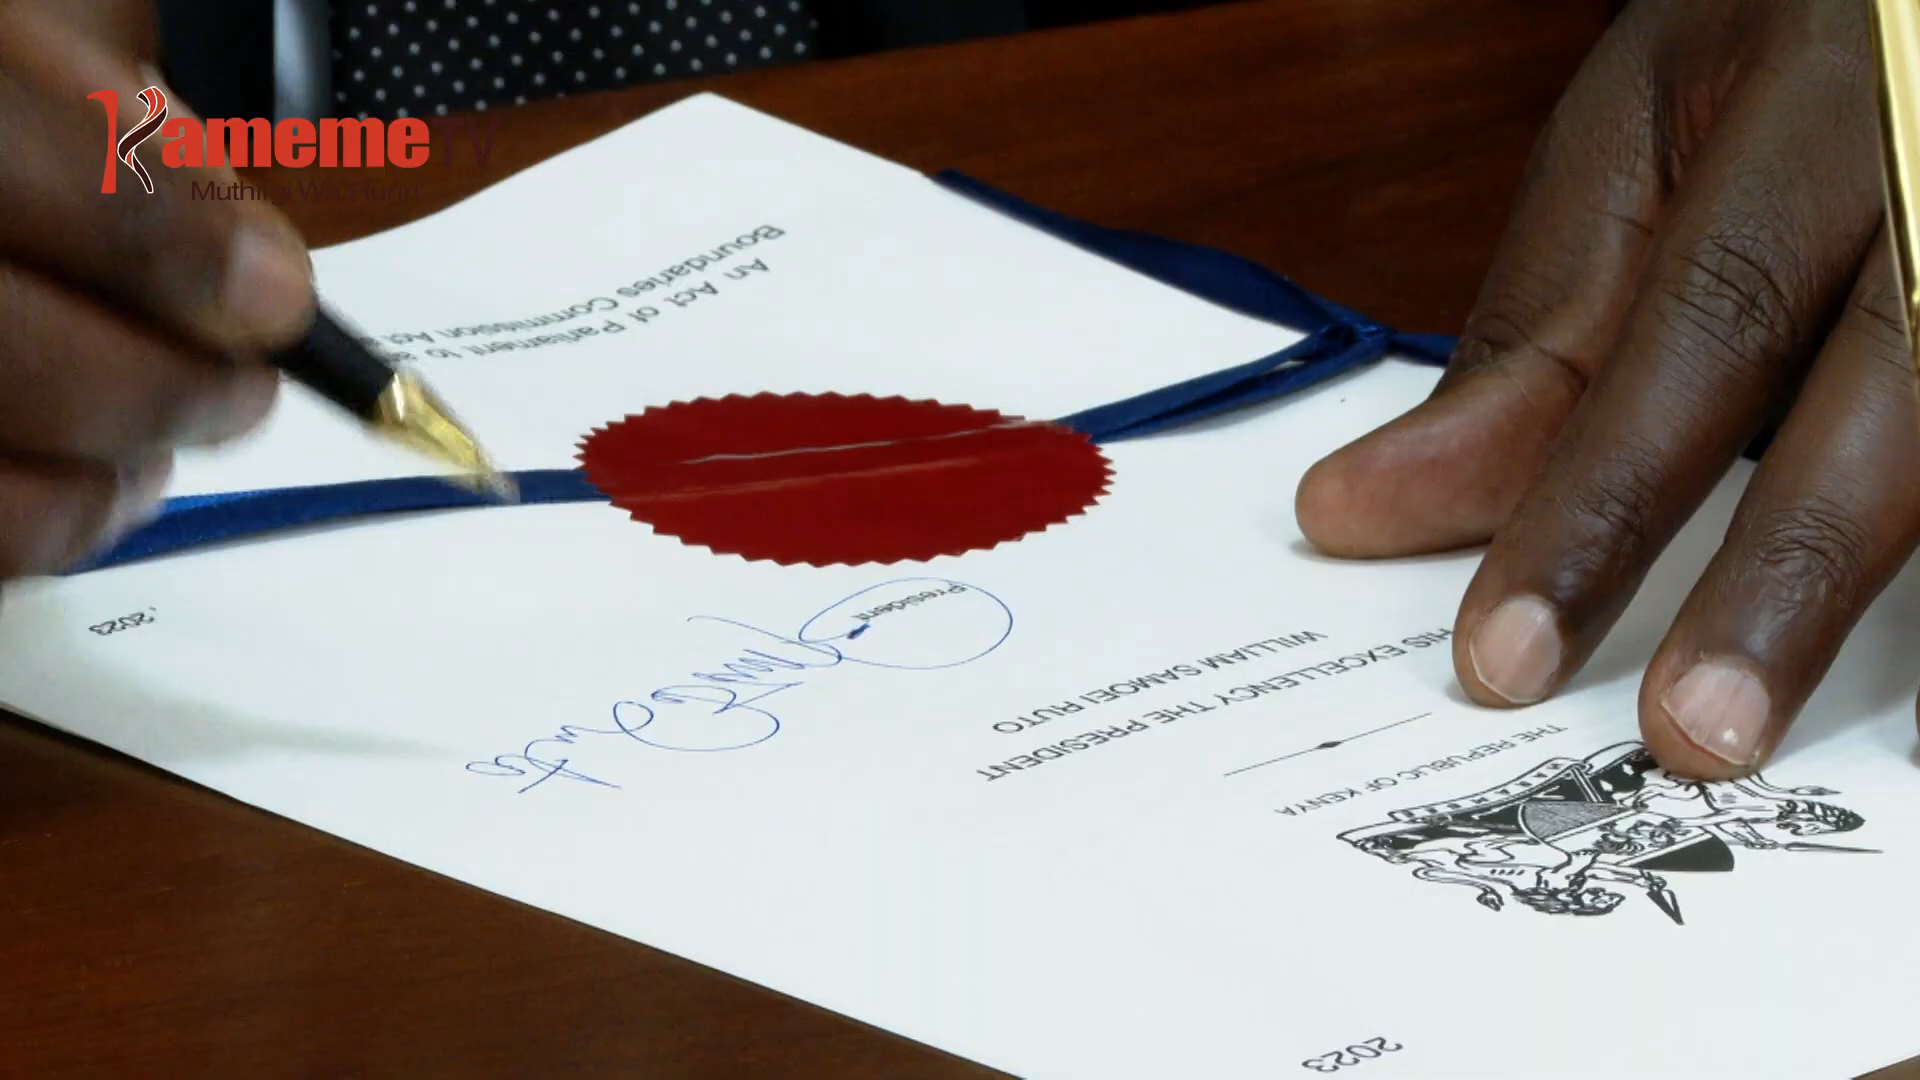 Kameme TV
An Act of Parliament to a
Boundaries Commission Act
, 2023
President
HIS EXCELLENCY THE PRESIDENT
WILLIAM SAMOEI RUTO
THE REPUBLIC OF KENYA
HARAMBEE
2023